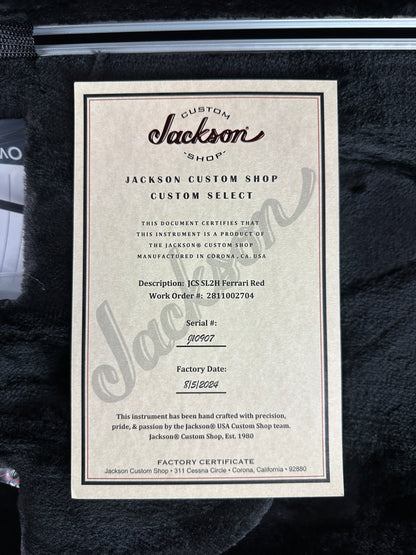 CUSTOM
Jackson®
-SHOP-
JACKSON CUSTOM SHOP
CUSTOM SELECT
THIS DOCUMENT CERTIFIES THAT
THIS INSTRUMENT IS A PRODUCT OF
THE JACKSON® CUSTOM SHOP
MANUFACTURED IN CORONA, CA. USA
Jackson
Description: JCS SL2H Ferrari Red
Work Order #: 2811002704
Serial #:
J10907
Factory Date:
8/5/2024
This instrument has been hand crafted with precision,
pride, & passion by the Jackson® USA Custom Shop team.
Jackson® Custom Shop, Est. 1980
FACTORY CERTIFICATE
Jackson Custom Shop • 311 Cessna Circle • Corona, California • 92880